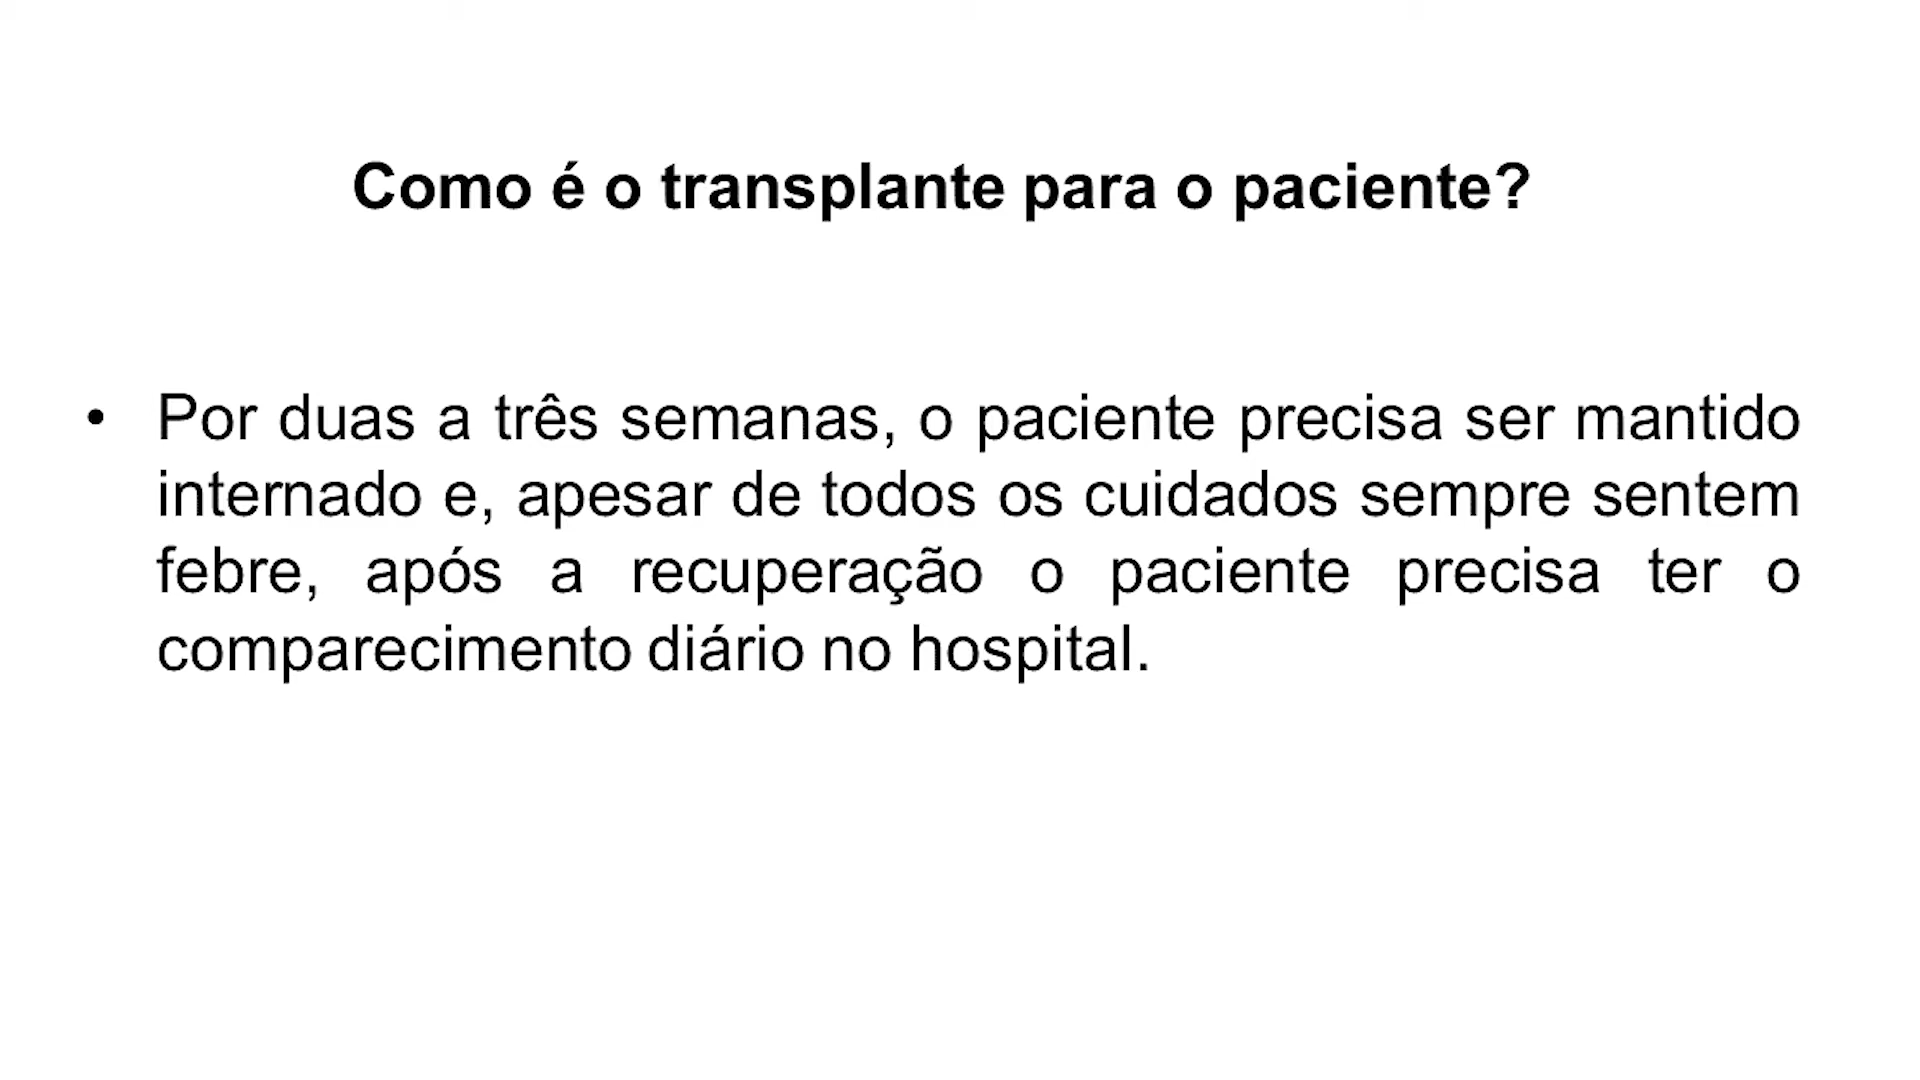 Como é o transplante para o paciente?
• Por duas a três semanas, o paciente precisa ser mantido
internado e, apesar de todos os cuidados sempre sentem
febre, após a recuperação o paciente precisa ter o
comparecimento diário no hospital.